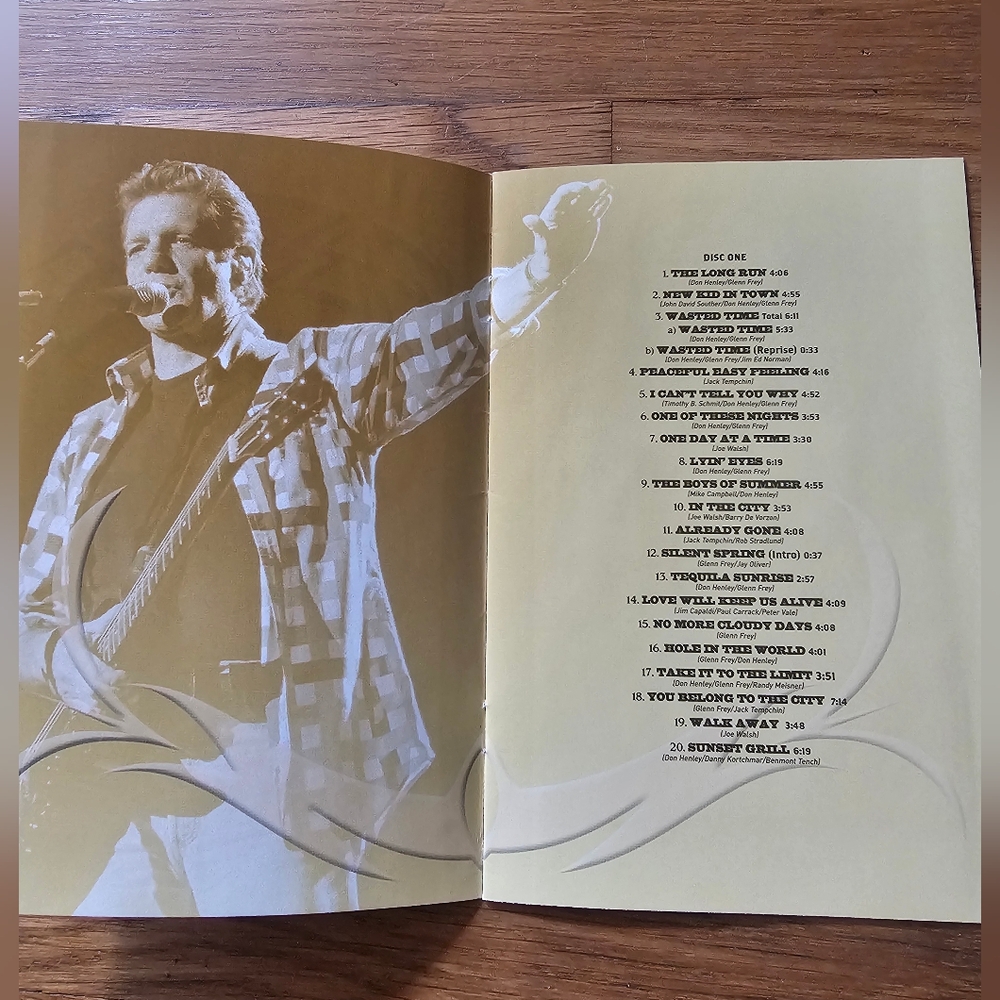 DISC ONE
1. THE LONG RUN 4:06
(Don Henley/Glenn Frey)
2. NEW KID IN TOWN 4:55
(John David Souther/Don Henley/Glenn Frey)
3. WASTED TIME Total 6:11
a) WASTED TIME 5:33
(Don Henley/Glenn Frey)
b) WASTED TIME (Reprise) 0:33
(Don Henley/Glenn Frey/Jim Ed Norman)
4. PEACEFUL EASY FEELING 4:16
(Jack Tempchin)
5. I CAN'T TELL YOU WHY 4:52
(Timothy B. Schmit/Don Henley/Glenn Frey)
6. ONE OF THESE NIGHTS 3:53
(Don Henley/Glenn Frey)
7. ONE DAY AT A TIME 3:30
(Joe Walsh)
8. LYIN' EYES 6:19
(Don Henley/Glenn Frey)
9. THE BOYS OF SUMMER 4:55
(Mike Campbell/Don Henley)
10. IN THE CITY 3:53
(Joe Walsh/Barry De Vorzon)
11. ALREADY GONE 4:08
(Jack Tempchin/Rob Stradlund)
12. SILENT SPRING (Intro) 0:37
(Glenn Frey/Jay Oliver)
13. TEQUILA SUNRISE 2:57
(Don Henley/Glenn Frey)
14. LOVE WILL KEEP US ALIVE 4:09
(Jim Capaldi/Paul Carrack/Peter Vale)
15. NO MORE CLOUDY DAYS 4:08
(Glenn Frey)
16. HOLE IN THE WORLD 4:01
(Glenn Frey/Don Henley)
17. TAKE IT TO THE LIMIT 3:51
(Don Henley/Glenn Frey/Randy Meisner)
18. YOU BELONG TO THE CITY 7:14
(Glenn Frey/Jack Tempchin)
19. WALK AWAY 3:48
(Joe Walsh)
20. SUNSET GRILL 6:19
(Don Henley/Danny Kortchmar/Benmont Tench)